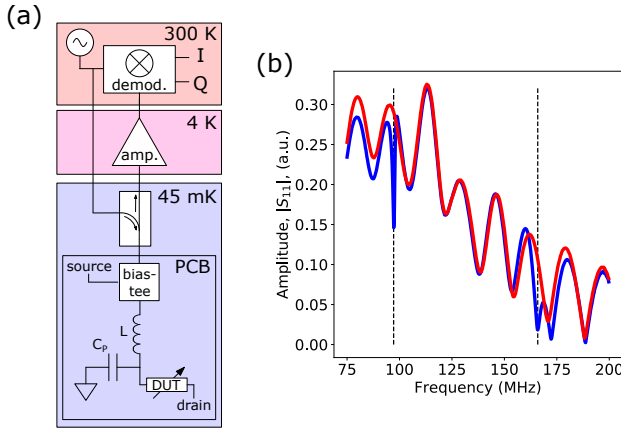 (a)
300 K
I
Q
demod.
4 K
amp.
45 mK
PCB
source
bias-
tee
L
C_P
DUT
drain
(b)
Amplitude, |S₁₁|, (a.u.)
0.30
0.25
0.20
0.15
0.10
0.05
0.00
75 100 125 150 175 200
Frequency (MHz)